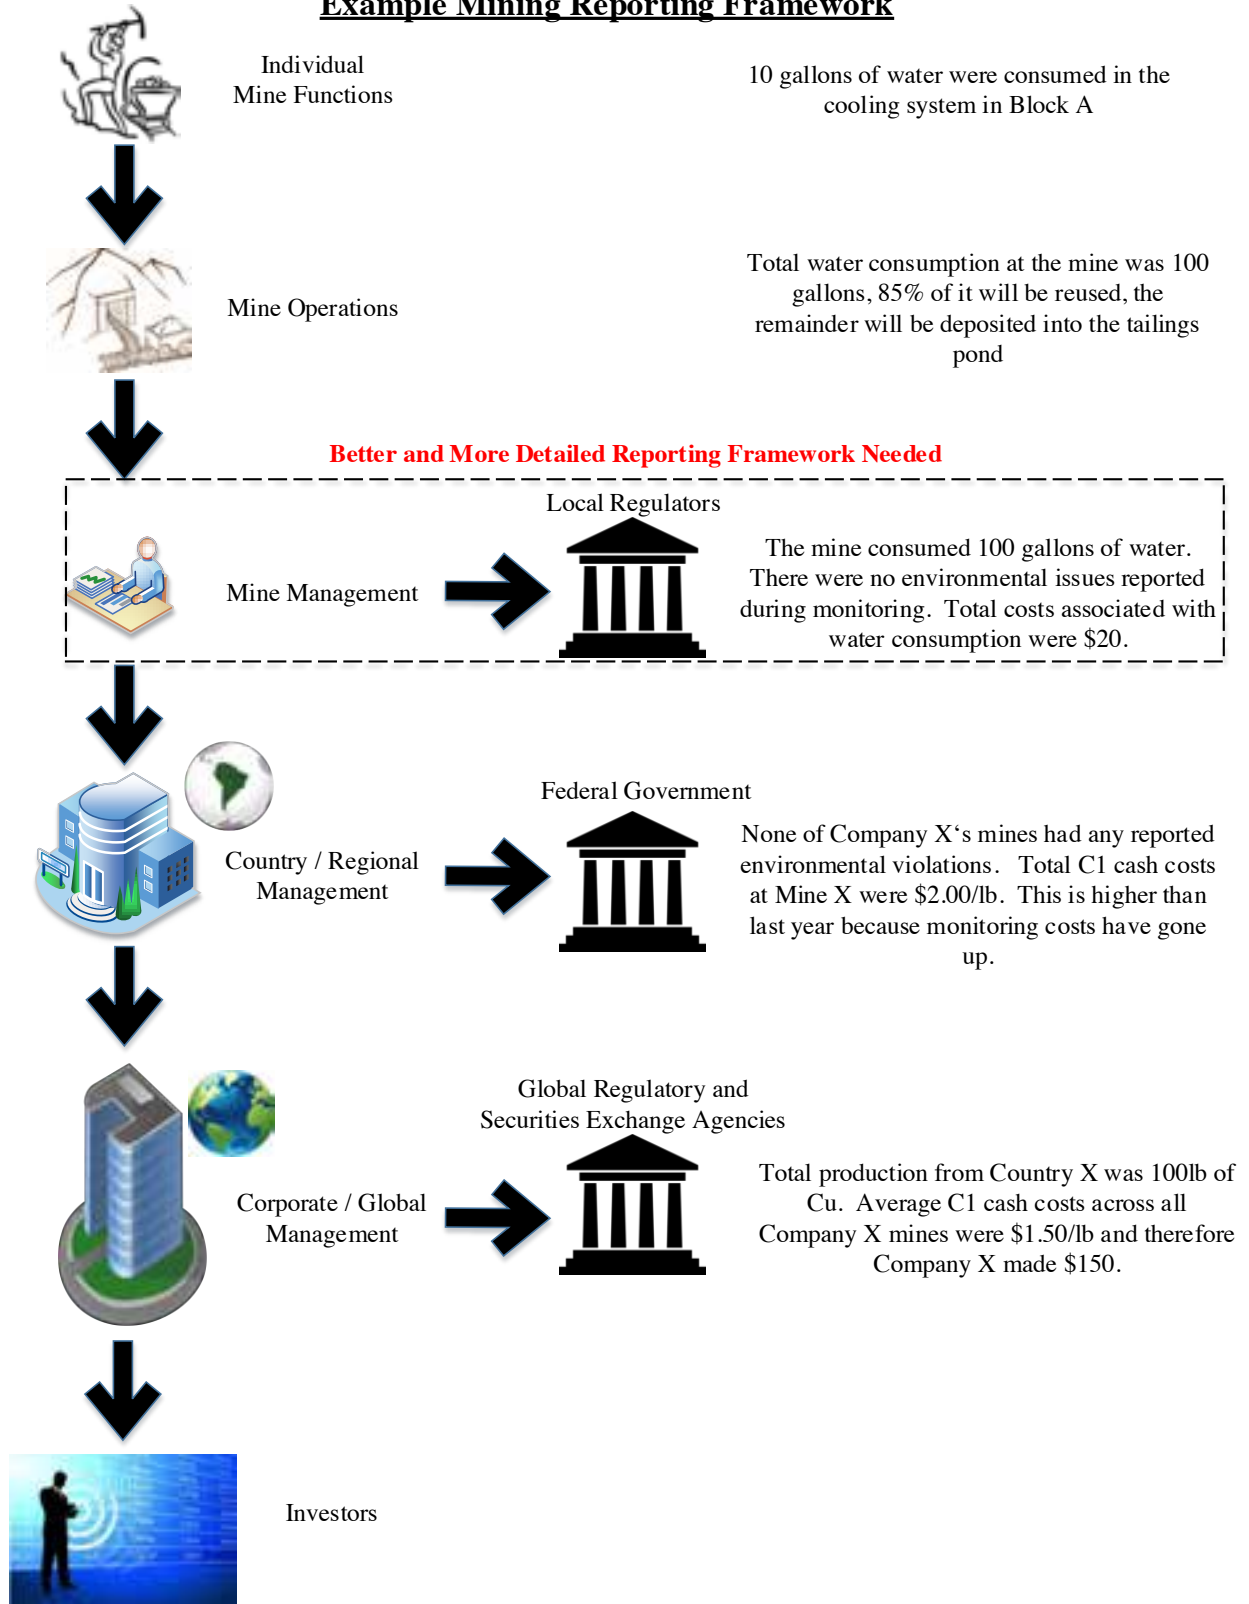 Example Mining Reporting Framework
Individual
Mine Functions
10 gallons of water were consumed in the
cooling system in Block A
Mine Operations
Total water consumption at the mine was 100
gallons, 85% of it will be reused, the
remainder will be deposited into the tailings
pond
Better and More Detailed Reporting Framework Needed
Local Regulators
Mine Management
The mine consumed 100 gallons of water.
There were no environmental issues reported
during monitoring. Total costs associated with
water consumption were $20.
Federal Government
Country / Regional
Management
None of Company X‘s mines had any reported
environmental violations. Total C1 cash costs
at Mine X were $2.00/lb. This is higher than
last year because monitoring costs have gone
up.
Global Regulatory and
Securities Exchange Agencies
Corporate / Global
Management
Total production from Country X was 100lb of
Cu. Average C1 cash costs across all
Company X mines were $1.50/lb and therefore
Company X made $150.
Investors